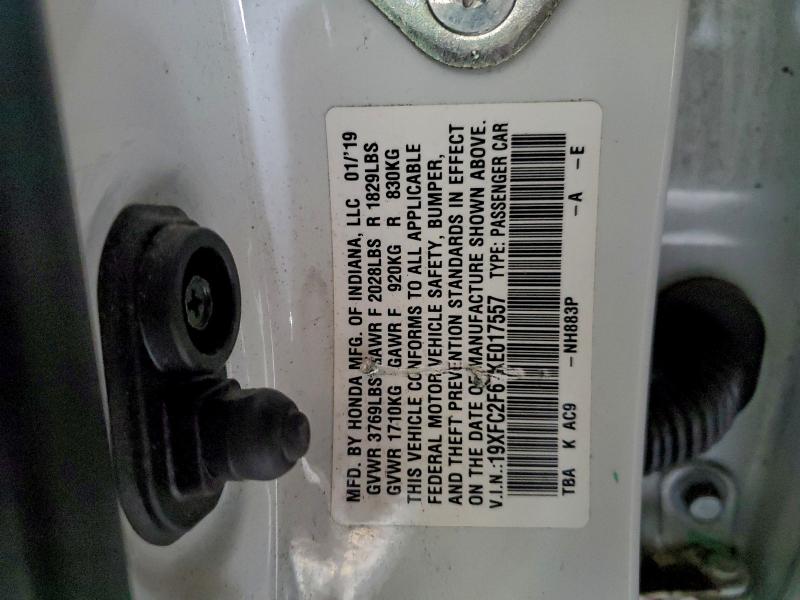 MFD. BY HONDA MFG. OF INDIANA, LLC 01/'19
GVWR 3769LBS GAWR F 2028LBS R 1829LBS
GVWR 1710KG GAWR F 920KG R 830KG
THIS VEHICLE CONFORMS TO ALL APPLICABLE
FEDERAL MOTOR VEHICLE SAFETY, BUMPER,
AND THEFT PREVENTION STANDARDS IN EFFECT
ON THE DATE OF MANUFACTURE SHOWN ABOVE.
V.I.N.:19XFC2F67KE017557 TYPE: PASSENGER CAR
TBA K AC9 -NH883P -A -E